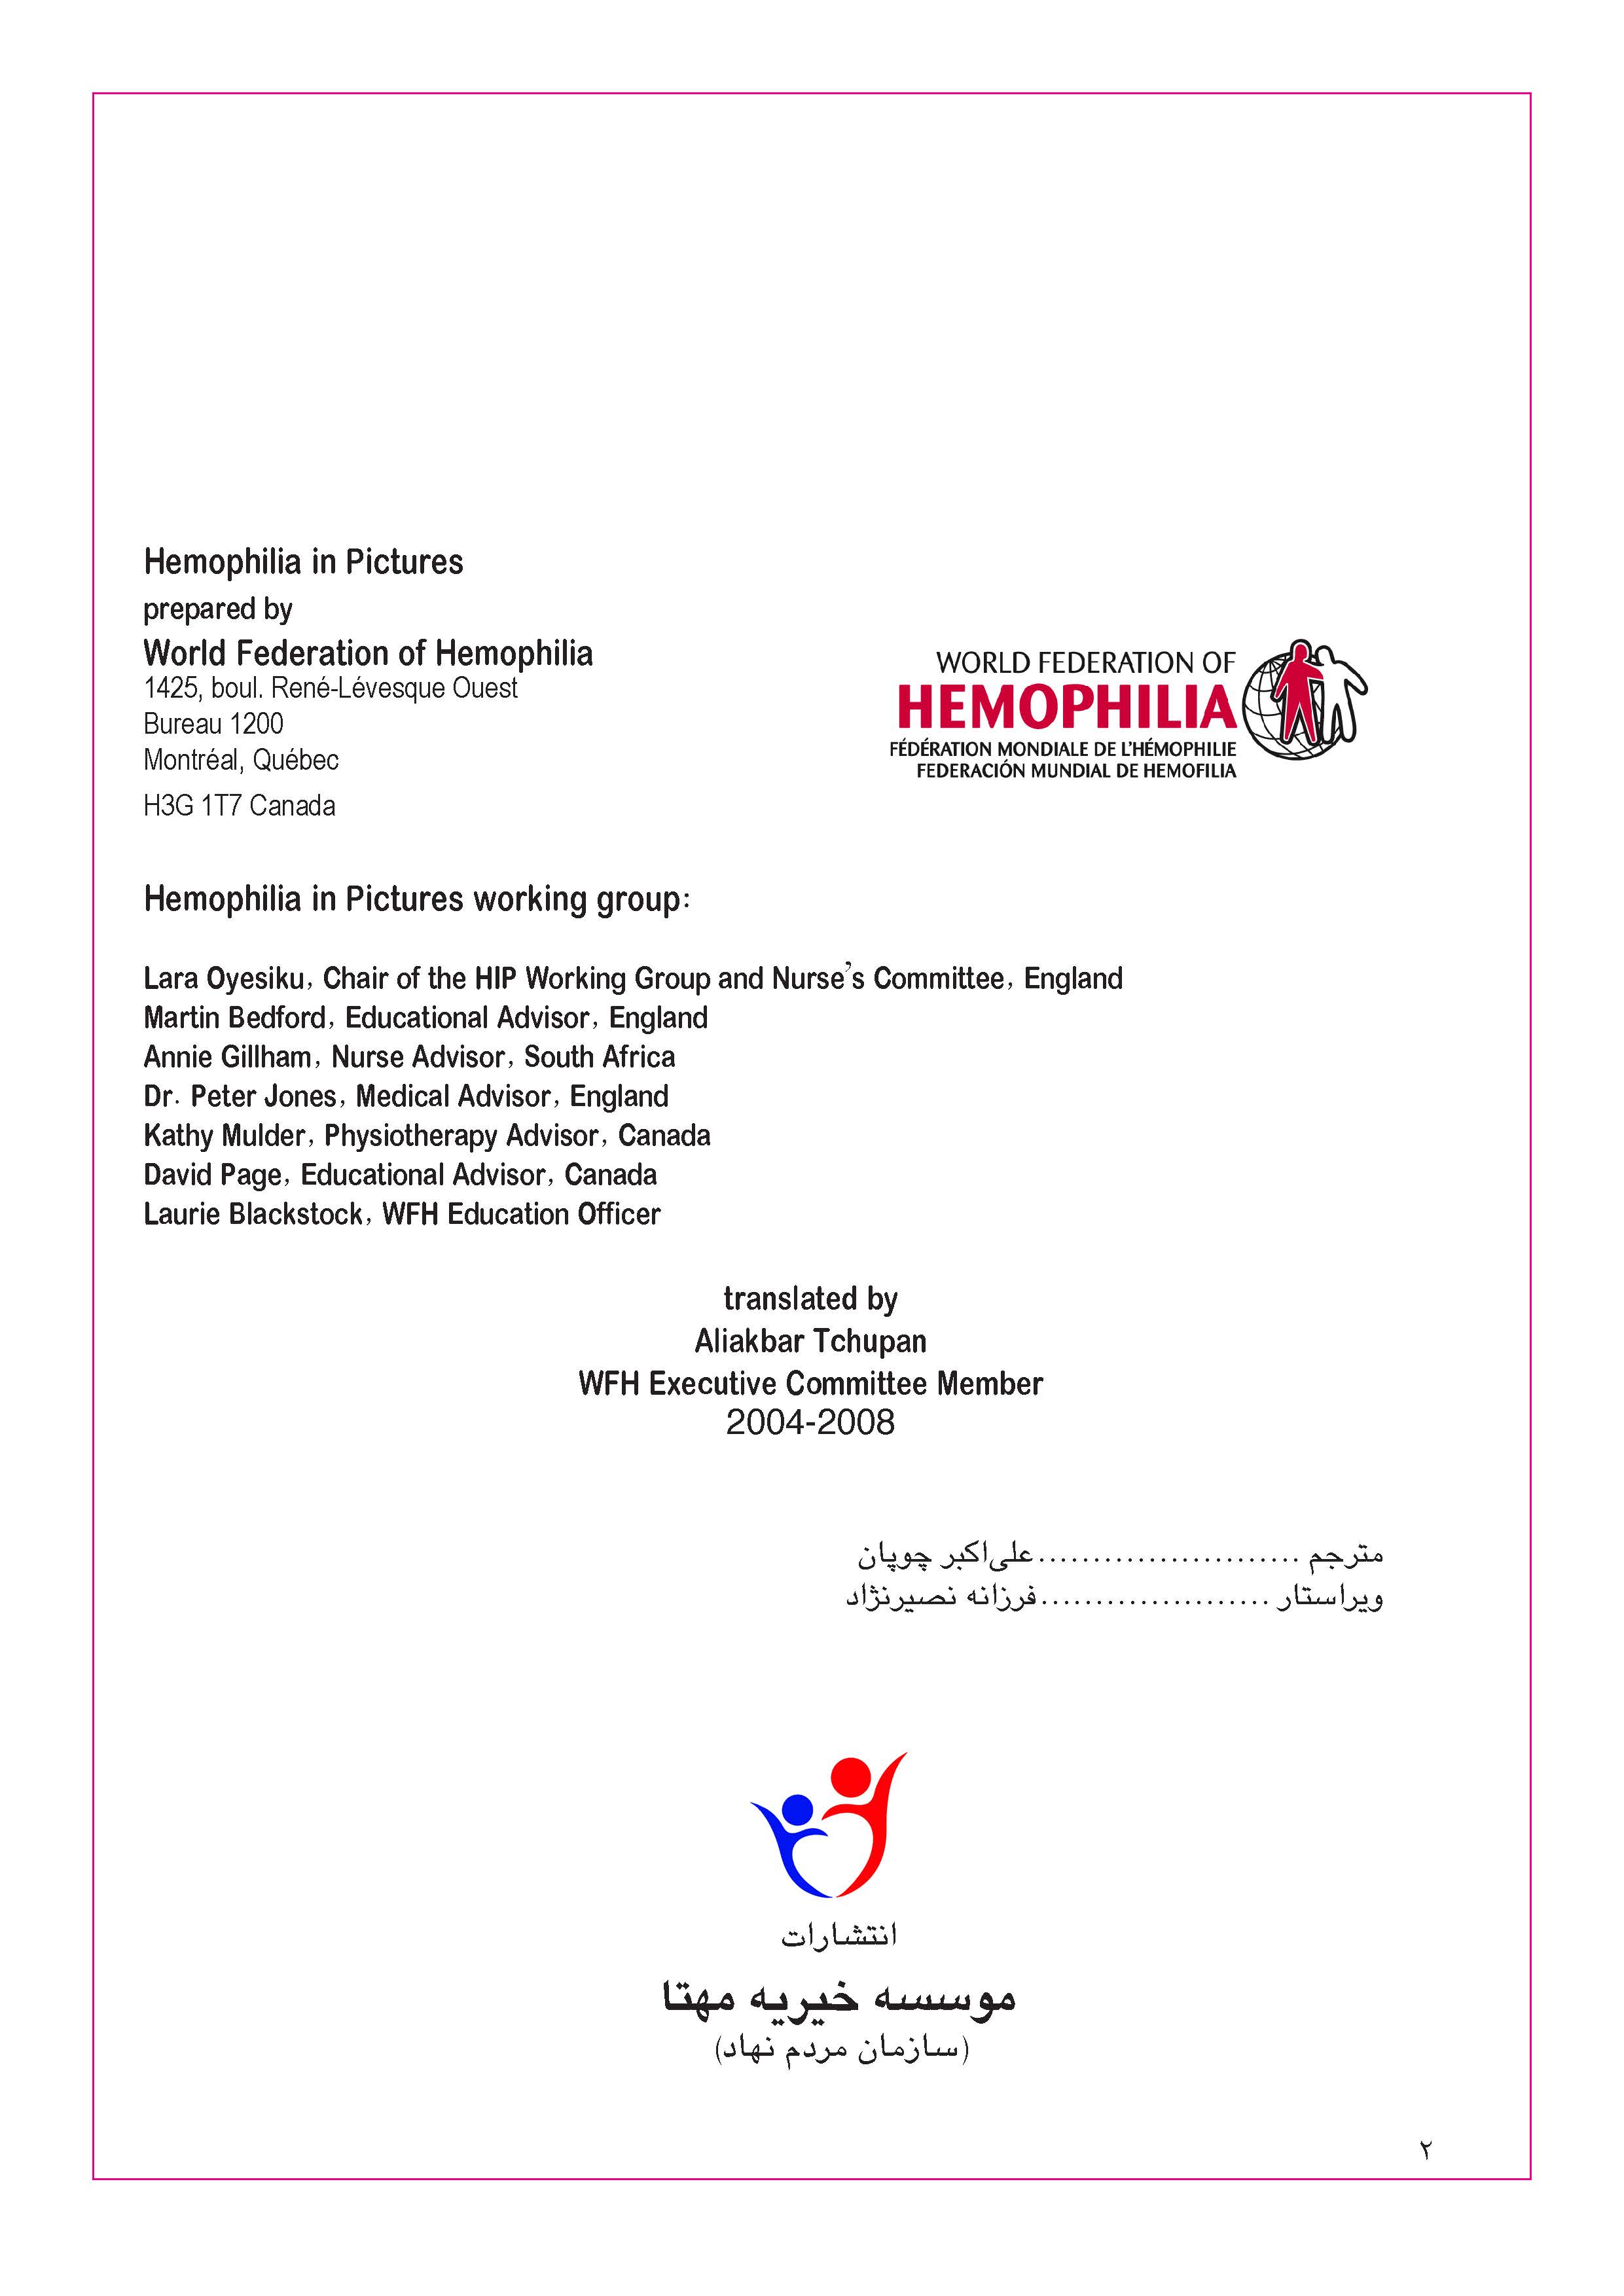 Hemophilia in Pictures
prepared by
World Federation of Hemophilia
1425, boul. René-Lévesque Ouest
Bureau 1200
Montréal, Québec
H3G 1T7 Canada
WORLD FEDERATION OF
HEMOPHILIA
FÉDÉRATION MONDIALE DE L'HÉMOPHILIE
FEDERACIÓN MUNDIAL DE HEMOFILIA
Hemophilia in Pictures working group:
Lara Oyesiku, Chair of the HIP Working Group and Nurse's Committee, England
Martin Bedford, Educational Advisor, England
Annie Gillham, Nurse Advisor, South Africa
Dr. Peter Jones, Medical Advisor, England
Kathy Mulder, Physiotherapy Advisor, Canada
David Page, Educational Advisor, Canada
Laurie Blackstock, WFH Education Officer
translated by
Aliakbar Tchupan
WFH Executive Committee Member
2004-2008
مترجم ........................علی‌اکبر چوپان
ویراستار .....................فرزانه نصیرنژاد
انتشارات
موسسه خیریه مهتا
(سازمان مردم نهاد)
۲